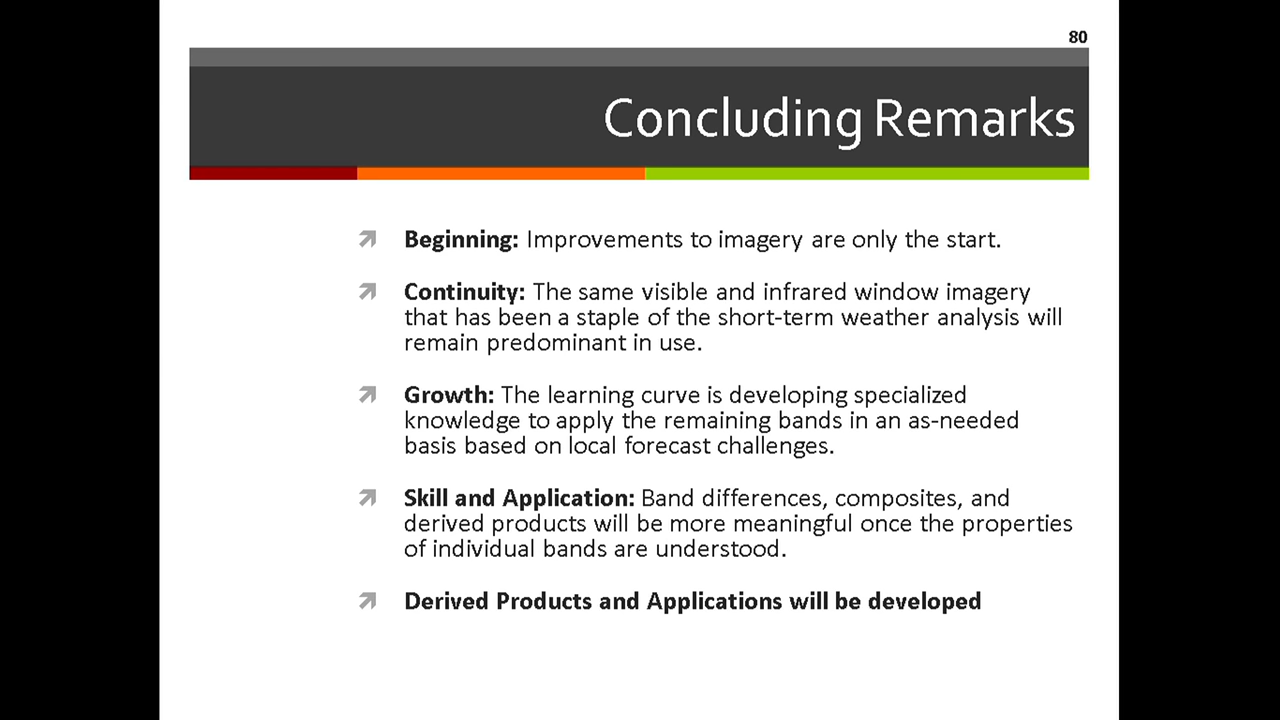 80
Concluding Remarks
Beginning: Improvements to imagery are only the start.
Continuity: The same visible and infrared window imagery
that has been a staple of the short-term weather analysis will
remain predominant in use.
Growth: The learning curve is developing specialized
knowledge to apply the remaining bands in an as-needed
basis based on local forecast challenges.
Skill and Application: Band differences, composites, and
derived products will be more meaningful once the properties
of individual bands are understood.
Derived Products and Applications will be developed